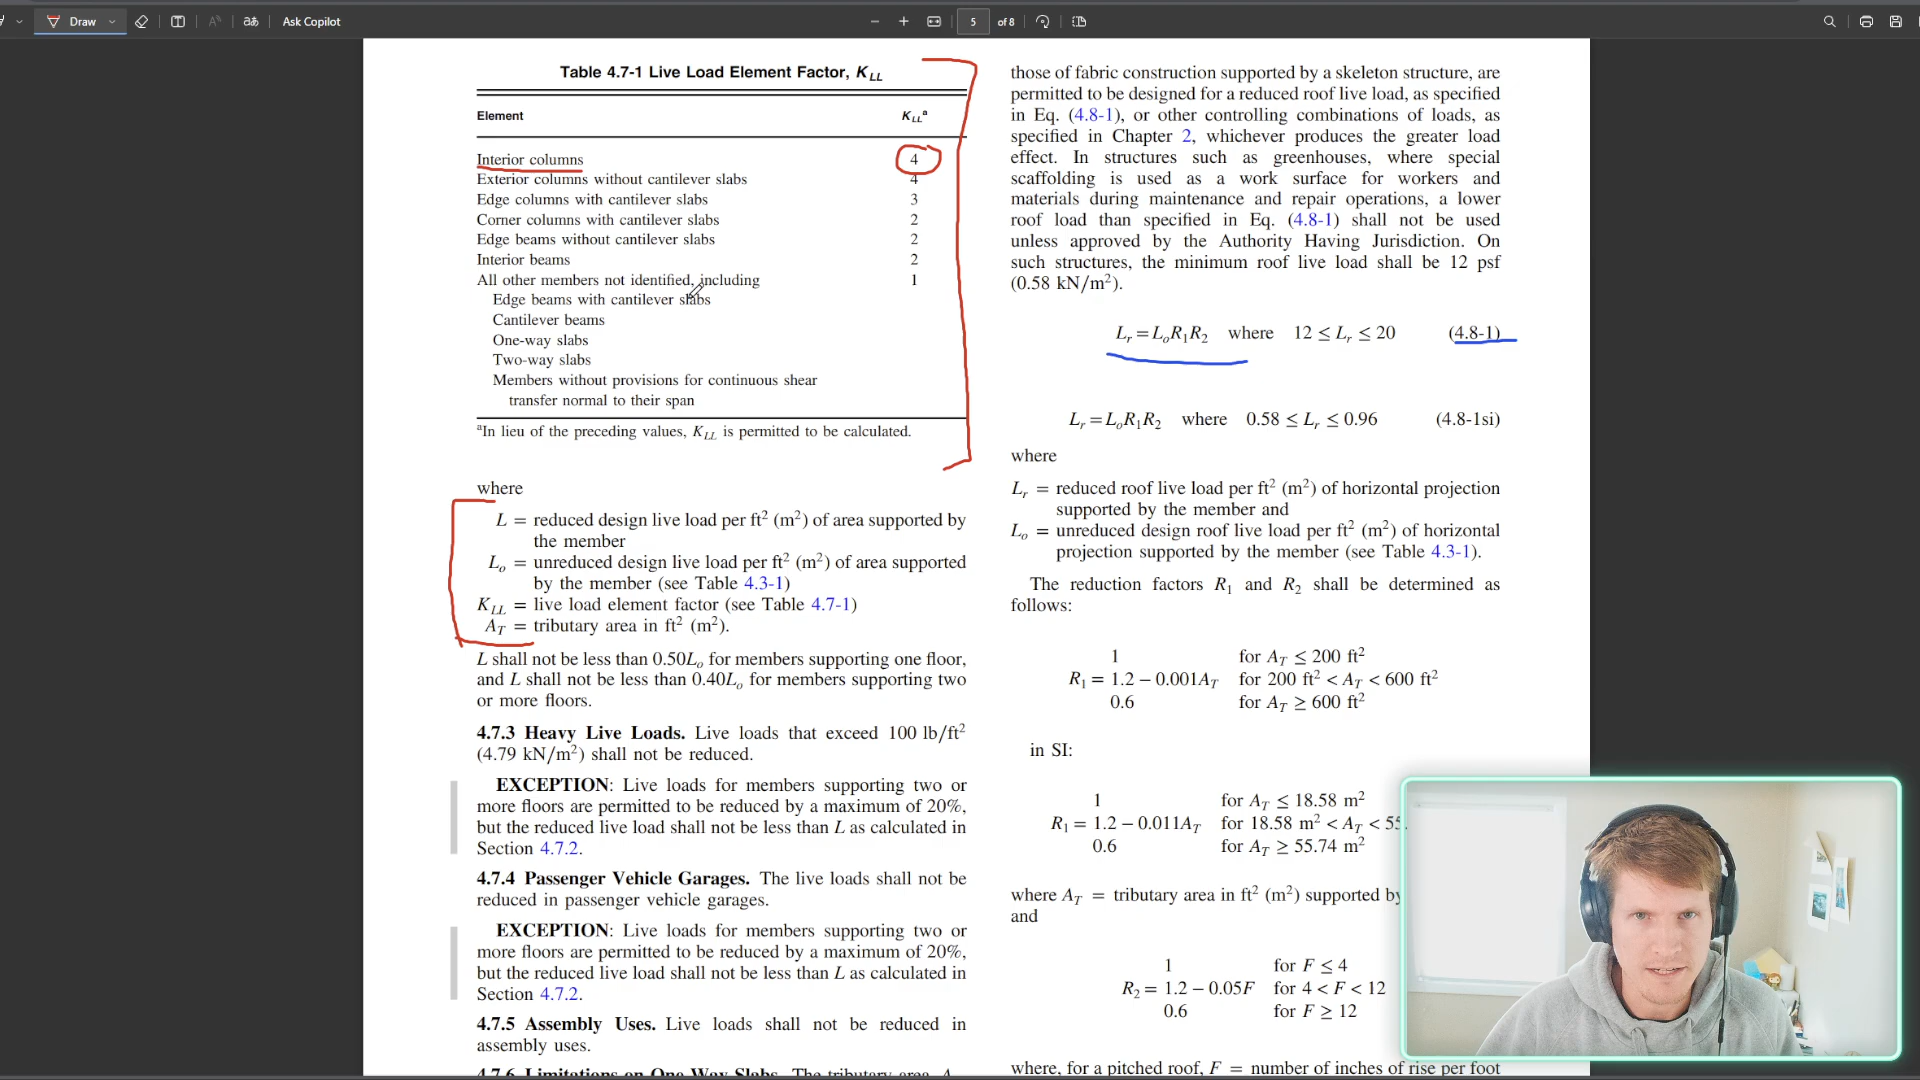 Draw
Ask Copilot
5 of 8
Table 4.7-1 Live Load Element Factor, K_LL
Element K_LL^a
Interior columns 4
Exterior columns without cantilever slabs 4
Edge columns with cantilever slabs 3
Corner columns with cantilever slabs 2
Edge beams without cantilever slabs 2
Interior beams 2
All other members not identified, including 1
Edge beams with cantilever slabs
Cantilever beams
One-way slabs
Two-way slabs
Members without provisions for continuous shear
transfer normal to their span
^aIn lieu of the preceding values, K_LL is permitted to be calculated.
where
L = reduced design live load per ft² (m²) of area supported by
the member
L_o = unreduced design live load per ft² (m²) of area supported
by the member (see Table 4.3-1)
K_LL = live load element factor (see Table 4.7-1)
A_T = tributary area in ft² (m²).
L shall not be less than 0.50L_o for members supporting one floor,
and L shall not be less than 0.40L_o for members supporting two
or more floors.
4.7.3 Heavy Live Loads. Live loads that exceed 100 lb/ft²
(4.79 kN/m²) shall not be reduced.
EXCEPTION: Live loads for members supporting two or
more floors are permitted to be reduced by a maximum of 20%,
but the reduced live load shall not be less than L as calculated in
Section 4.7.2.
4.7.4 Passenger Vehicle Garages. The live loads shall not be
reduced in passenger vehicle garages.
EXCEPTION: Live loads for members supporting two or
more floors are permitted to be reduced by a maximum of 20%,
but the reduced live load shall not be less than L as calculated in
Section 4.7.2.
4.7.5 Assembly Uses. Live loads shall not be reduced in
assembly uses.
4.7.6 Limitations on One-Way Slabs. The tributary area, A
those of fabric construction supported by a skeleton structure, are
permitted to be designed for a reduced roof live load, as specified
in Eq. (4.8-1), or other controlling combinations of loads, as
specified in Chapter 2, whichever produces the greater load
effect. In structures such as greenhouses, where special
scaffolding is used as a work surface for workers and
materials during maintenance and repair operations, a lower
roof load than specified in Eq. (4.8-1) shall not be used
unless approved by the Authority Having Jurisdiction. On
such structures, the minimum roof live load shall be 12 psf
(0.58 kN/m²).
L_r = L_oR_1R_2 where 12 ≤ L_r ≤ 20 (4.8-1)
L_r = L_oR_1R_2 where 0.58 ≤ L_r ≤ 0.96 (4.8-1si)
where
L_r = reduced roof live load per ft² (m²) of horizontal projection
supported by the member and
L_o = unreduced design roof live load per ft² (m²) of horizontal
projection supported by the member (see Table 4.3-1).
The reduction factors R_1 and R_2 shall be determined as
follows:
1 for A_T ≤ 200 ft²
R_1 = 1.2 − 0.001A_T for 200 ft² < A_T < 600 ft²
0.6 for A_T ≥ 600 ft²
in SI:
1 for A_T ≤ 18.58 m²
R_1 = 1.2 − 0.011A_T for 18.58 m² < A_T < 55.
0.6 for A_T ≥ 55.74 m²
where A_T = tributary area in ft² (m²) supported by
and
1 for F ≤ 4
R_2 = 1.2 − 0.05F for 4 < F < 12
0.6 for F ≥ 12
where, for a pitched roof, F = number of inches of rise per foot